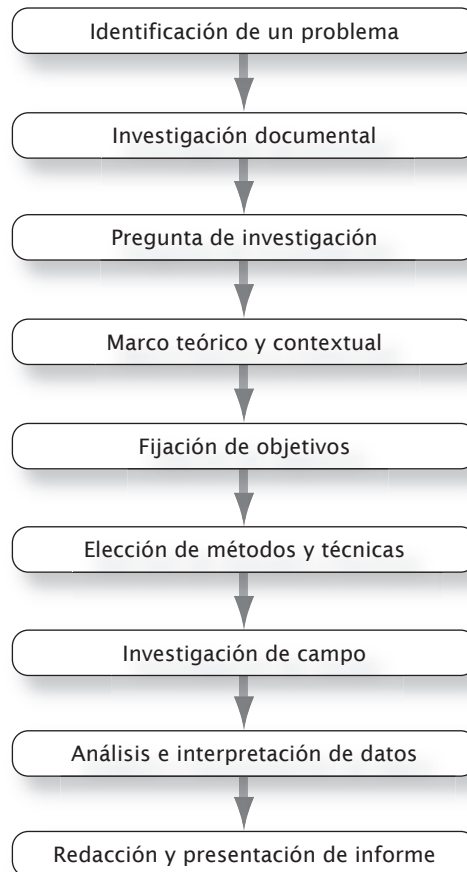 Identificación de un problema
Investigación documental
Pregunta de investigación
Marco teórico y contextual
Fijación de objetivos
Elección de métodos y técnicas
Investigación de campo
Análisis e interpretación de datos
Redacción y presentación de informe